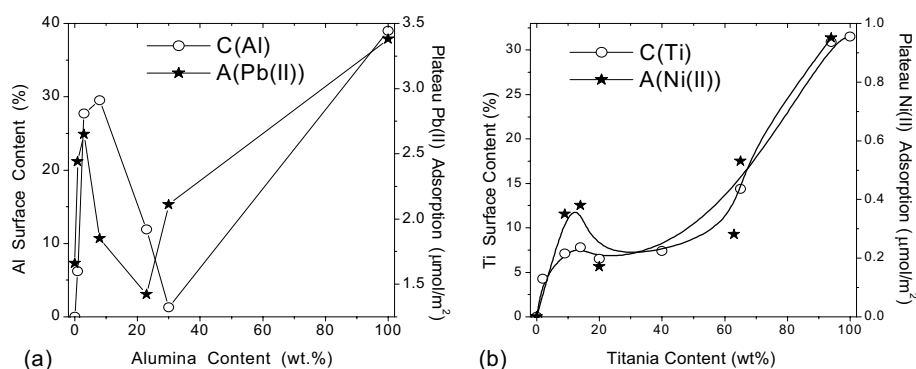 40
30
20
10
0
Al Surface Content (%)
C(Al)
A(Pb(II))
3.5
3.0
2.5
2.0
1.5
Plateau Pb(II) Adsorption (μmol/m²)
0 20 40 60 80 100
Alumina Content (wt.%)
(a)
30
25
20
15
10
5
0
Ti Surface Content (%)
C(Ti)
A(Ni(II))
1.0
0.8
0.6
0.4
0.2
0.0
Plateau Ni(II) Adsorption (μmol/m²)
0 20 40 60 80 100
Titania Content (wt%)
(b)